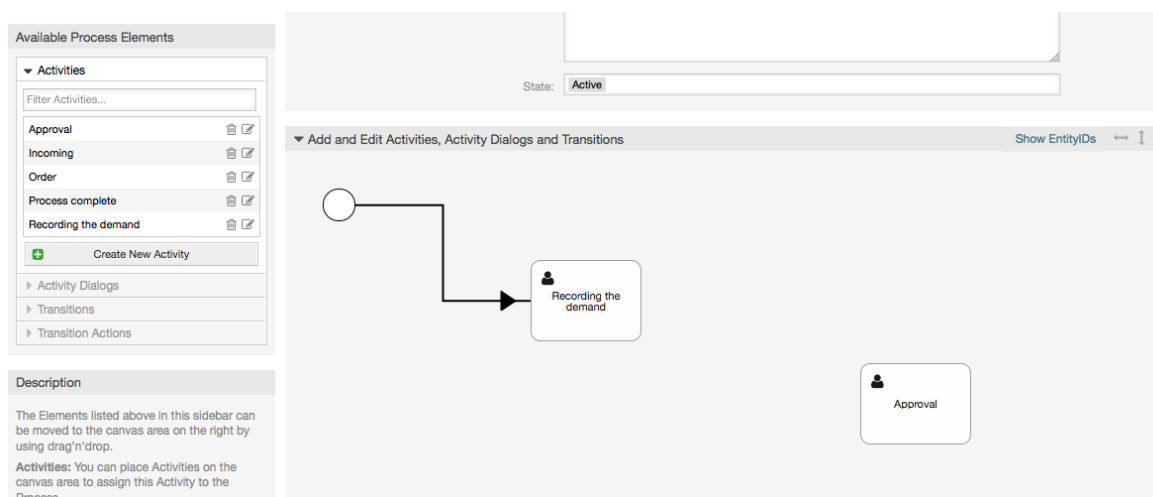 Available Process Elements
Activities
Filter Activities...
Approval
Incoming
Order
Process complete
Recording the demand
Create New Activity
Activity Dialogs
Transitions
Transition Actions
Description
The Elements listed above in this sidebar can
be moved to the canvas area on the right by
using drag'n'drop.
Activities: You can place Activities on the
canvas area to assign this Activity to the
Process
State:
Active
Add and Edit Activities, Activity Dialogs and Transitions
Show EntityIDs
Recording the
demand
Approval